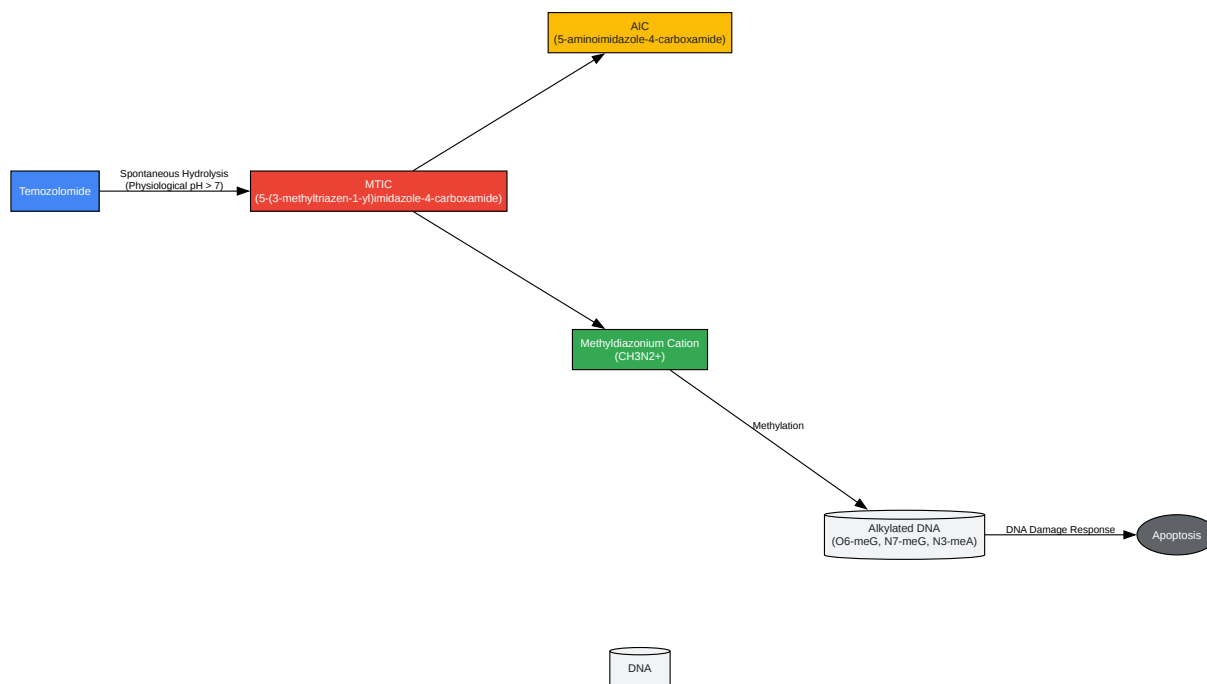 AIC
(5-aminoimidazole-4-carboxamide)
Spontaneous Hydrolysis
(Physiological pH > 7)
Temozolomide
MTIC
(5-(3-methyltriazen-1-yl)imidazole-4-carboxamide)
Methyldiazonium Cation
(CH3N2+)
Methylation
Alkylated DNA
(O6-meG, N7-meG, N3-meA)
DNA Damage Response
Apoptosis
DNA